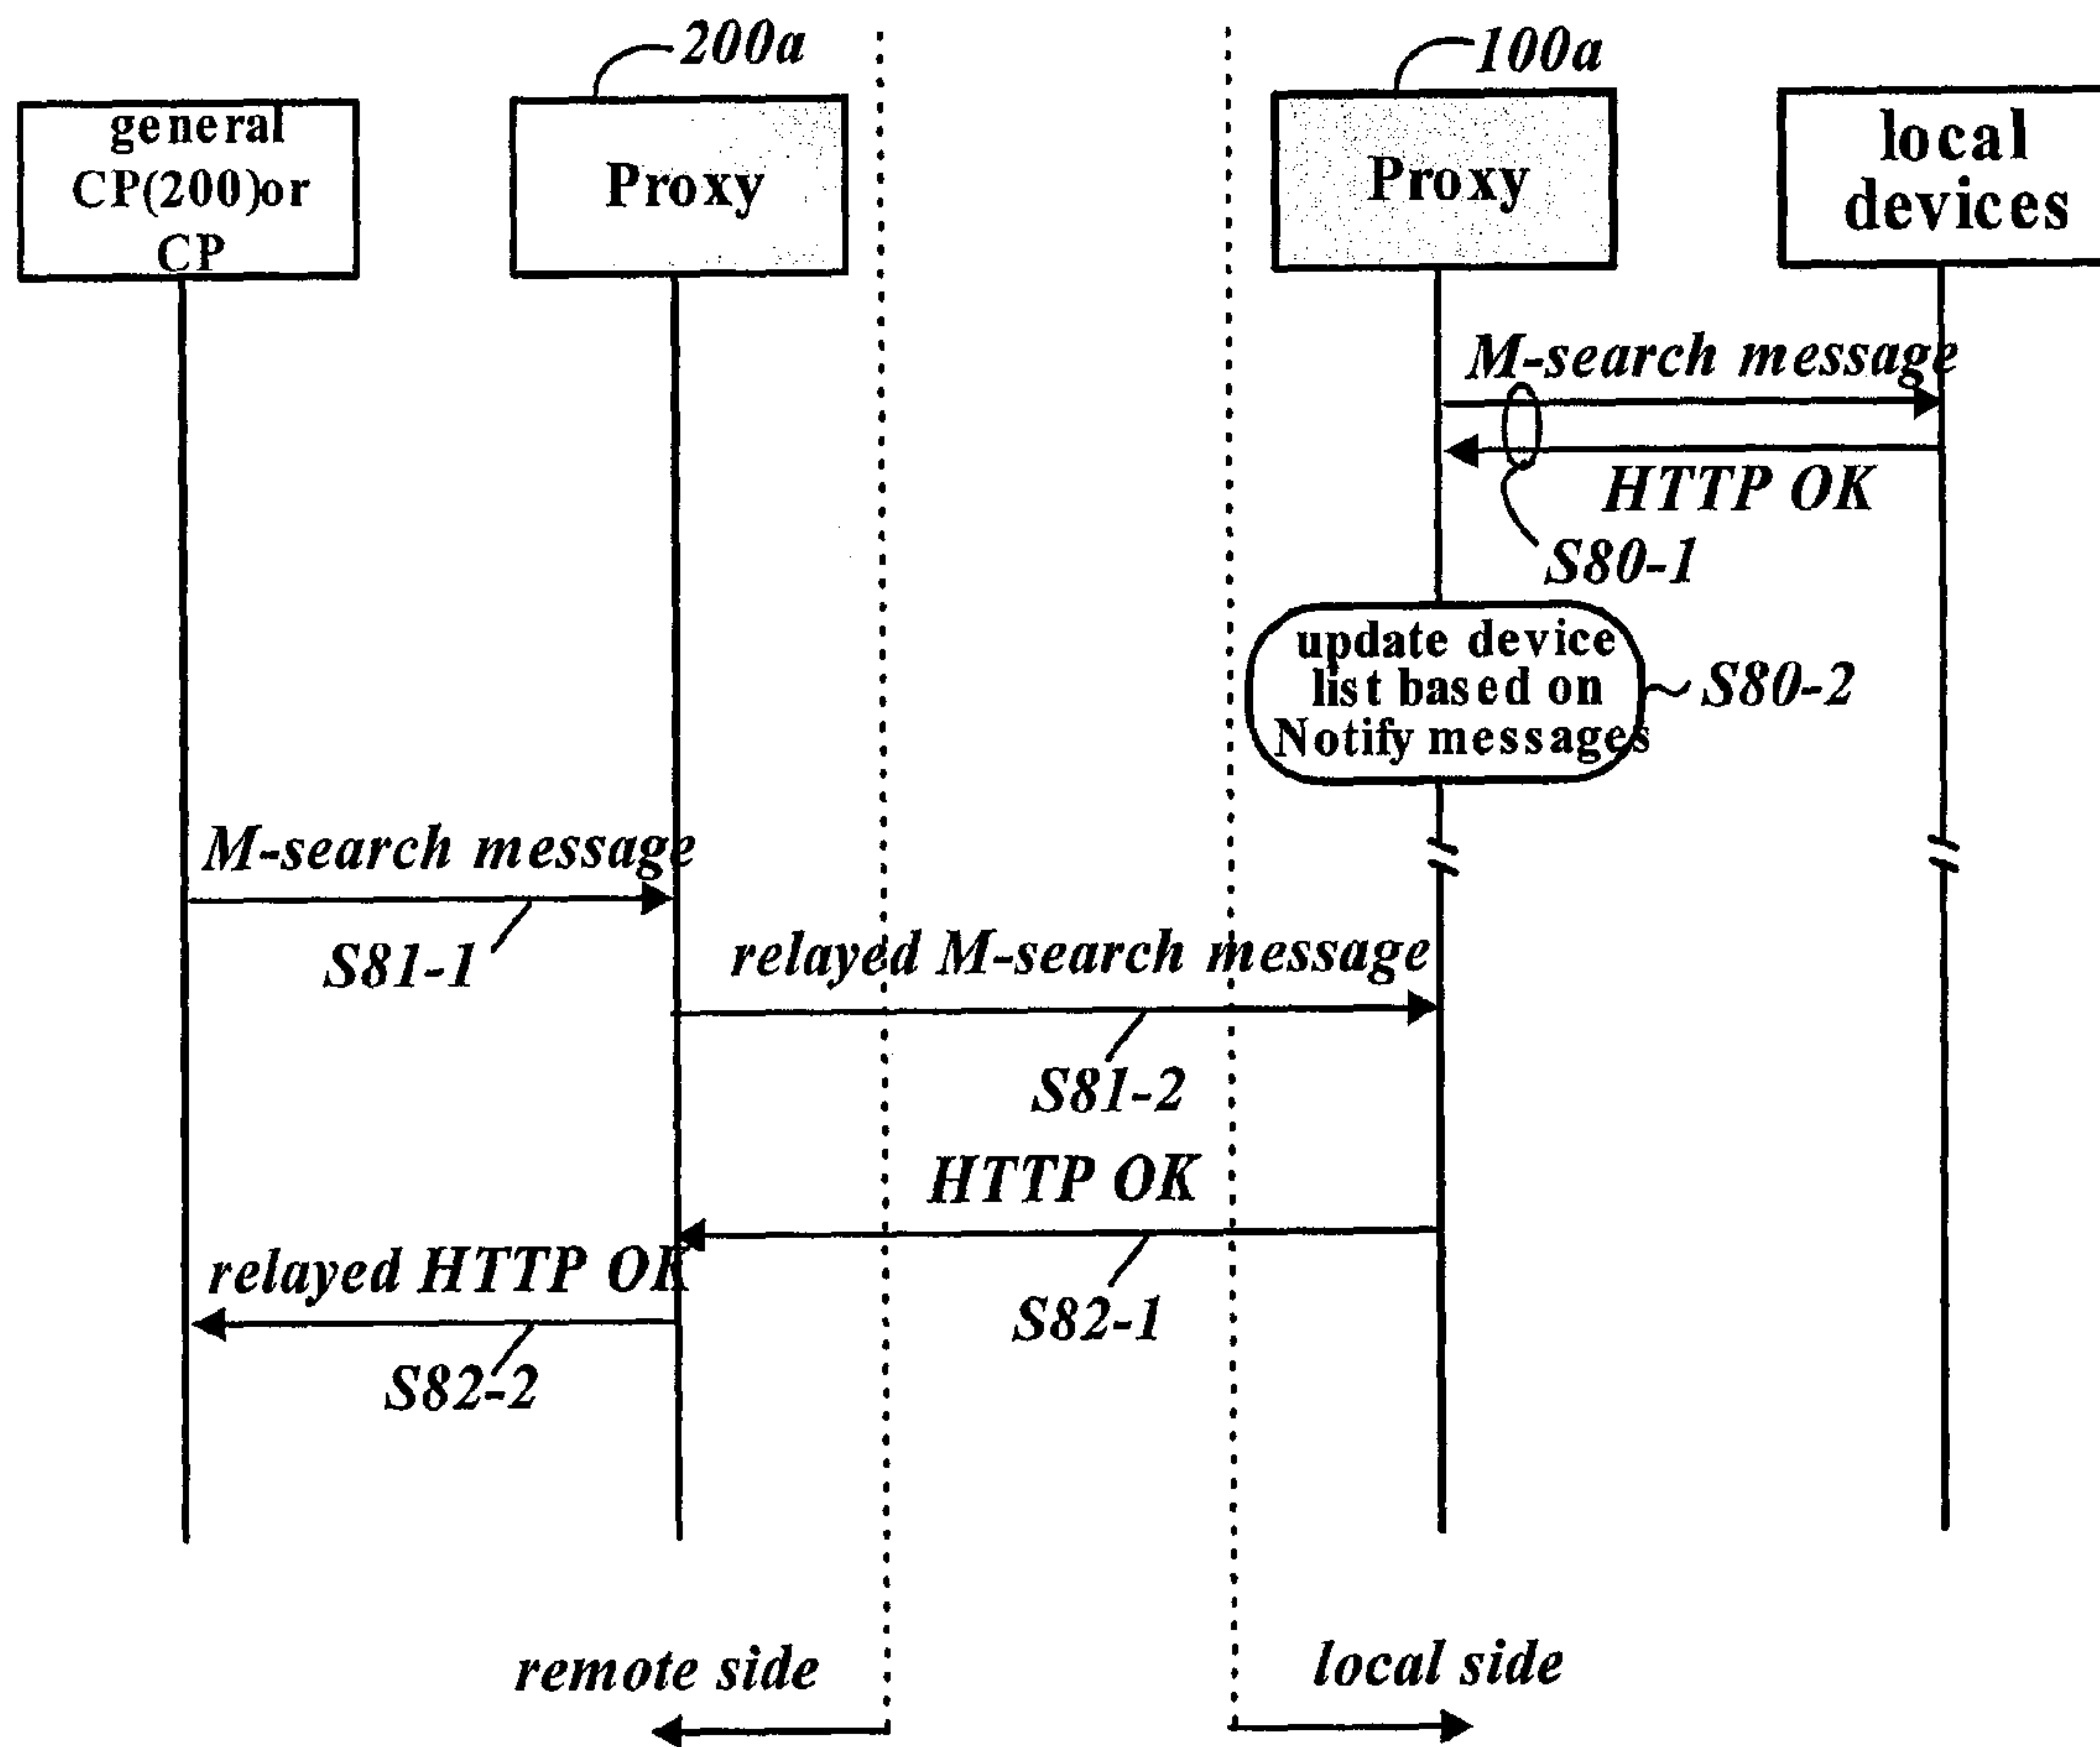 200a
100a
general
CP(200)or
CP
Proxy
Proxy
local
devices
M-search message
HTTP OK
S80-1
update device
list based on
Notify messages
S80-2
M-search message
S81-1
relayed M-search message
S81-2
HTTP OK
S82-1
relayed HTTP OK
S82-2
remote side
local side